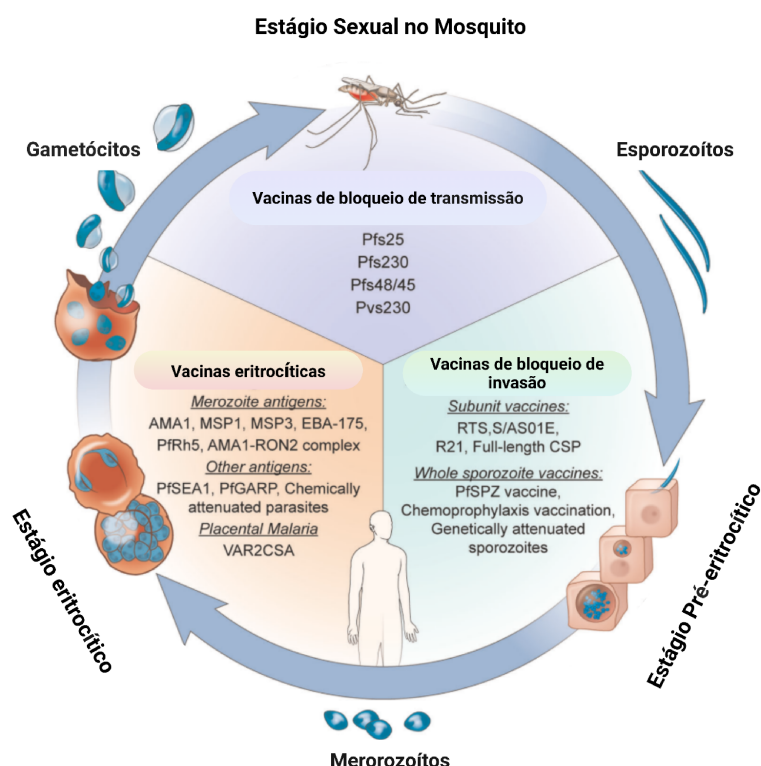 Estágio Sexual no Mosquito
Gametócitos
Esporozoítos
Vacinas de bloqueio de transmissão
Pfs25
Pfs230
Pfs48/45
Pvs230
Vacinas eritrocíticas
Merozoite antigens:
AMA1, MSP1, MSP3, EBA-175,
PfRh5, AMA1-RON2 complex
Other antigens:
PfSEA1, PfGARP, Chemically
attenuated parasites
Placental Malaria
VAR2CSA
Vacinas de bloqueio de
invasão
Subunit vaccines:
RTS,S/AS01E,
R21, Full-length CSP
Whole sporozoite vaccines:
PfSPZ vaccine,
Chemoprophylaxis vaccination,
Genetically attenuated
sporozoites
Estágio eritrocítico
Estágio Pré-eritrocítico
Merorozoítos